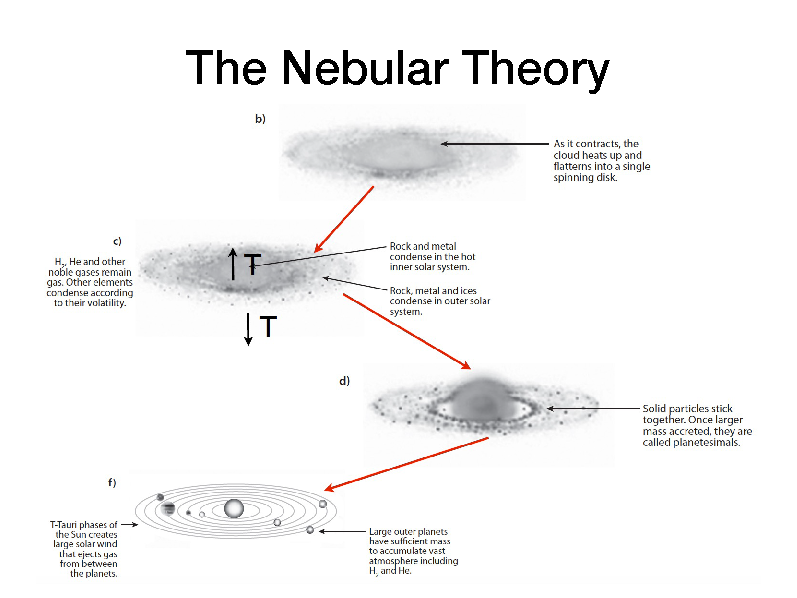 The Nebular Theory
b)
As it contracts, the
cloud heats up and
flatterns into a single
spinning disk.
c)
H2, He and other
noble gases remain
gas. Other elements
condense according
to their volatility.
↑ T
Rock and metal
condense in the hot
inner solar system.
Rock, metal and ices
condense in outer solar
system.
↓ T
d)
Solid particles stick
together. Once larger
mass accreted, they are
called planetesimals.
f)
T-Tauri phases of
the Sun creates
large solar wind
that ejects gas
from between
the planets.
Large outer planets
have sufficient mass
to accumulate vast
atmosphere including
H2 and He.